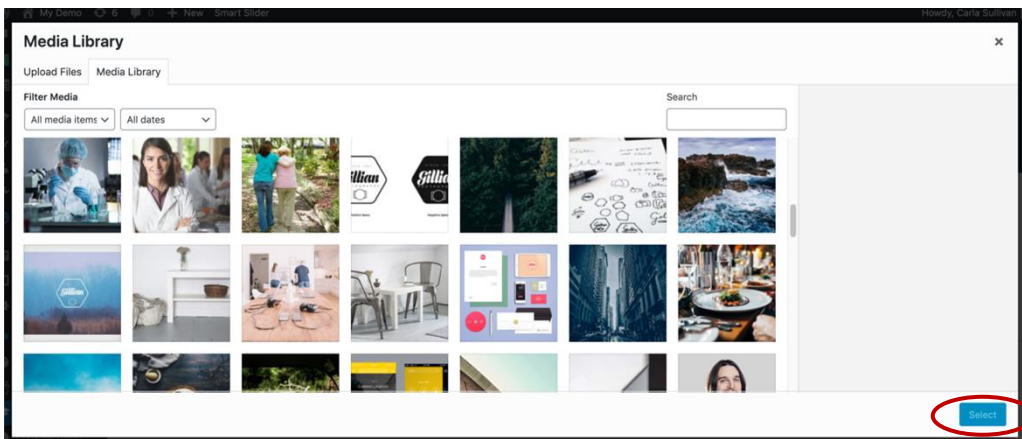 My Demo 6 0 New Smart Slider Howdy, Carla Sullivan
Media Library
Upload Files Media Library
Filter Media Search
All media items All dates
Gillian
Gillian
Select